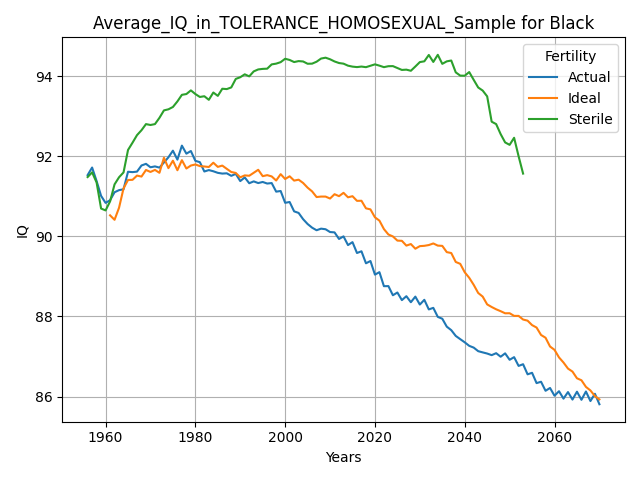 Average_IQ_in_TOLERANCE_HOMOSEXUAL_Sample for Black
Fertility
Actual
Ideal
Sterile
94
92
90
88
86
IQ
1960 1980 2000 2020 2040 2060
Years